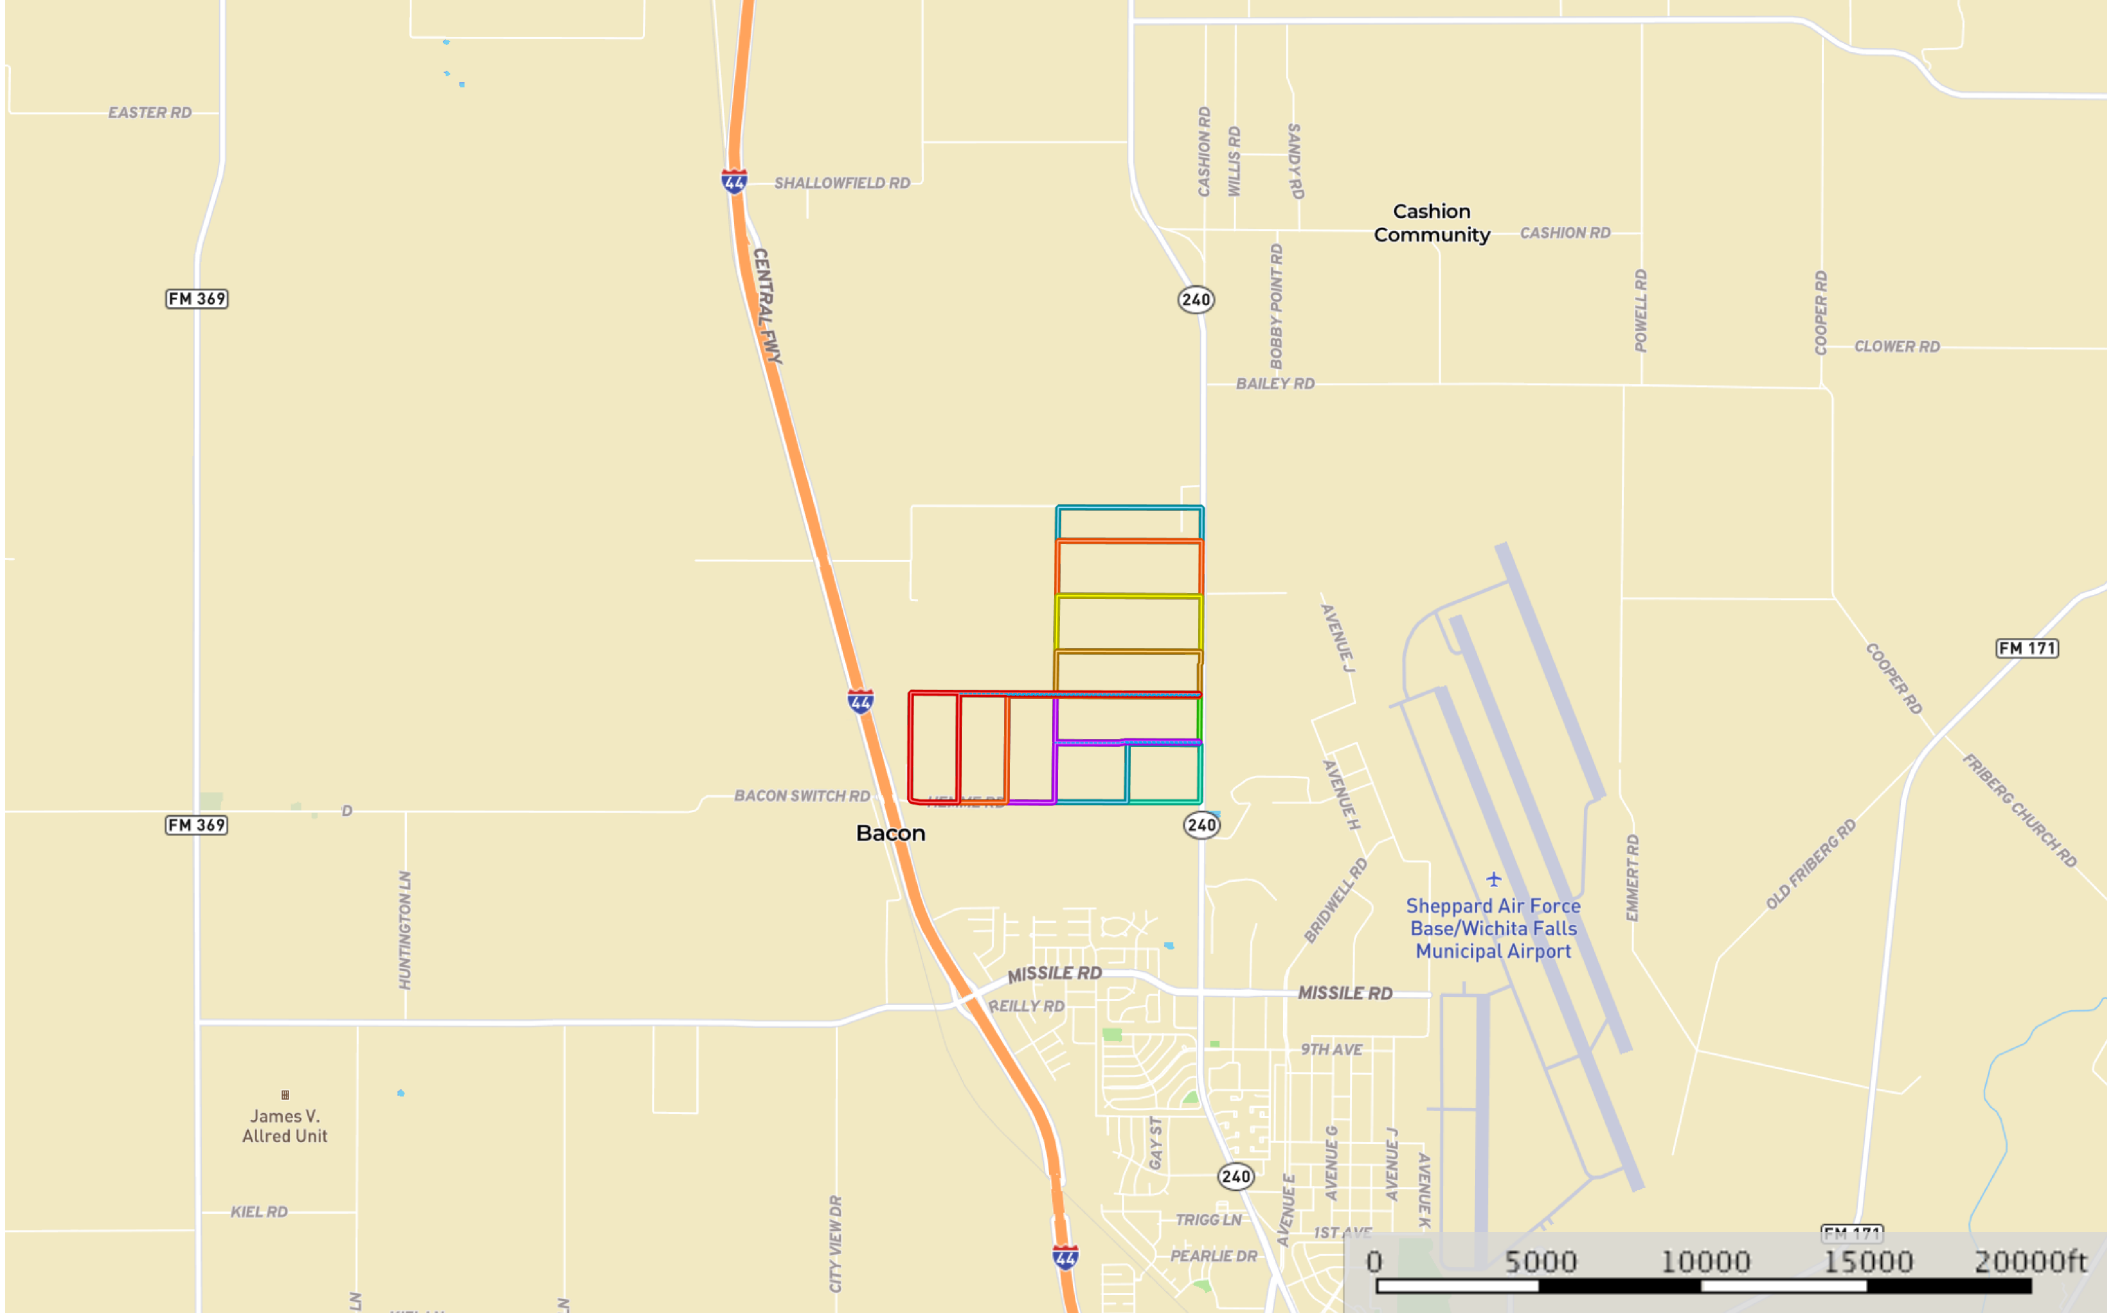 EASTER RD
44
SHALLOWFIELD RD
CASHION RD
WILLIS RD
SANDY RD
Cashion
Community
CASHION RD
CENTRAL FWY
FM 369
240
BOBBY POINT RD
POWELL RD
COOPER RD
CLOWER RD
BAILEY RD
AVENUE J
COOPER RD
FM 171
44
BACON SWITCH RD
HEMME RD
D
FM 369
Bacon
240
AVENUE H
FRIBERG CHURCH RD
OLD FRIBERG RD
EMMERT RD
BRIDWELL RD
HUNTINGTON LN
Sheppard Air Force
Base/Wichita Falls
Municipal Airport
MISSILE RD
MISSILE RD
REILLY RD
9TH AVE
James V.
Allred Unit
GAY ST
AVENUE G
AVENUE J
AVENUE K
240
AVENUE E
KIEL RD
CITY VIEW DR
TRIGG LN
1ST AVE
PEARLIE DR
44
FM 171
LN
LN
0 5000 10000 15000 20000ft